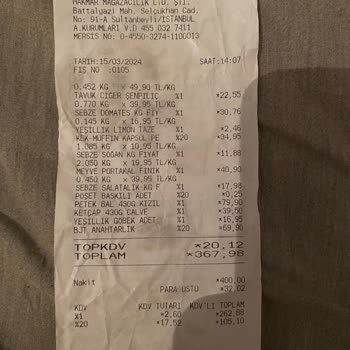 HAKMAR MAĞAZACILIK LTD. ŞTİ.
Battalgazi Mah. Selçukhan Cad.
No: 91-A Sultanbeyli/İSTANBUL
A.KURUMLARI V.D 455 032 7411
MERSİS NO: 0-4550-3274-1100013
TARİH:15/03/2024 SAAT:14:07
FİŞ NO :0105
0.452 KG X 49,90 TL/KG
TAVUK CİĞER ŞENPİLİÇ %1 *22,55
0.770 KG X 39,95 TL/KG
SEBZE DOMATES KG FİY %1 *30,76
0.145 KG X 16,95 TL/KG
YEŞİLLİK LİMON TAZE %1 *2,46
KEK-MUFFIN KAPSUL PE %20 *34,95
1.085 KG X 10,95 TL/KG
SEBZE SOĞAN KG FİYAT %1 *11,88
2.050 KG X 19,95 TL/KG
MEYVE PORTAKAL FİNİK %1 *40,90
0.450 KG X 39,95 TL/KG
SEBZE SALATALIK KG F %1 *17,98
POŞET BASKILI ADET %20 *0,25
PETEK BAL 430G KIZIL %1 *79,90
KETÇAP 430G CALVE %1 *39,50
YEŞİLLİK GÖBEK ADET %1 *16,95
BJT ANAHTARLIK %20 *69,90
TOPKDV *20,12
TOPLAM *367,98
Nakit *400,00
PARA ÜSTÜ *32,02
KDV KDV TUTARI KDV'Lİ TOPLAM
%1 *2,60 *262,88
%20 *17,52 *105,10